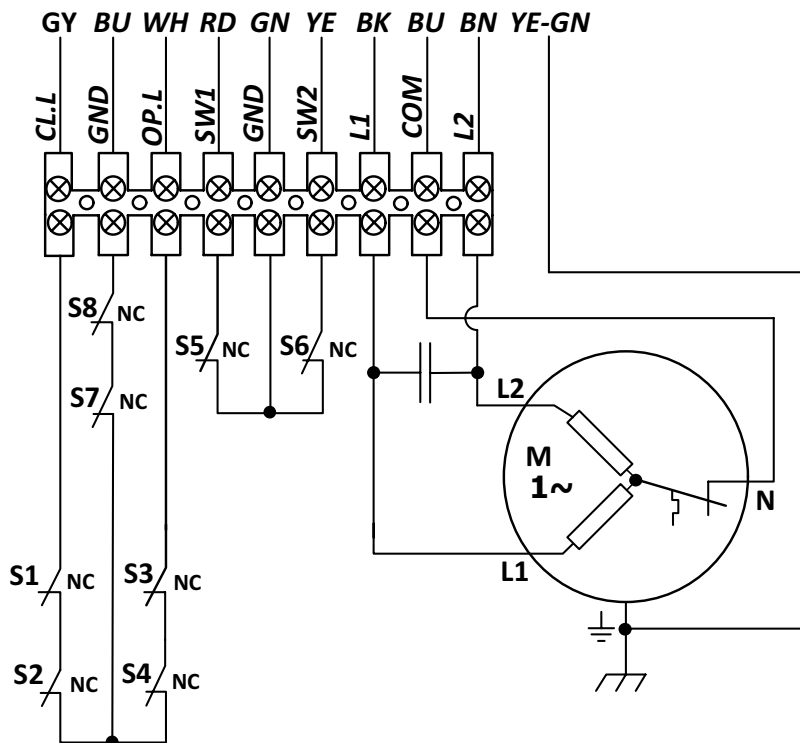 GY BU WH RD GN YE BK BU BN YE-GN
CL.L GND OP.L SW1 GND SW2 L1 COM L2
S8 NC
S5 NC S6 NC
S7 NC
L2
M
1~
N
L1
S1 NC S3 NC
S2 NC S4 NC